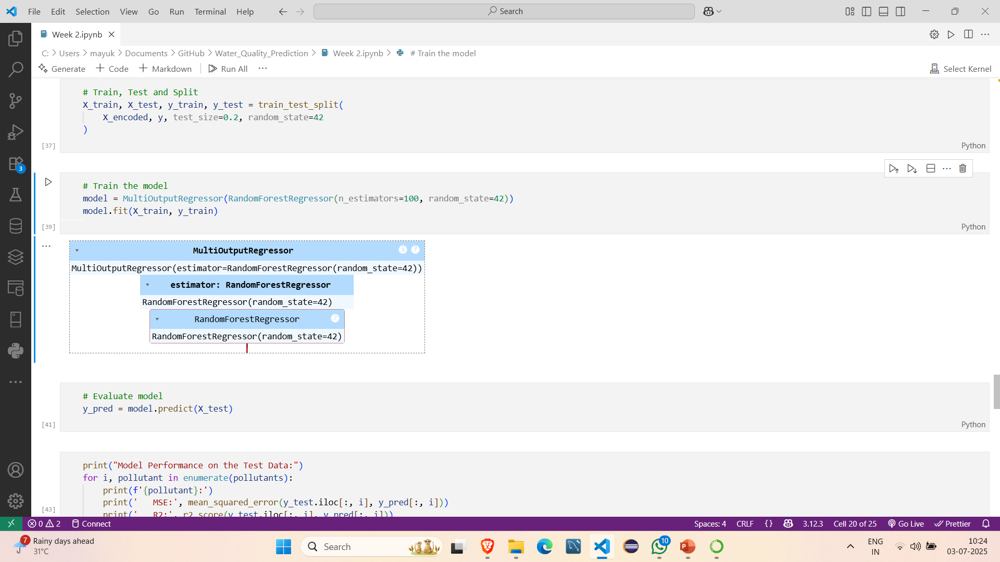 File Edit Selection View Go Run Terminal Help
Search
Week 2.ipynb
C: > Users > mayuk > Documents > GitHub > Water_Quality_Prediction > Week 2.ipynb > # Train the model
Generate + Code + Markdown Run All ...
Select Kernel
# Train, Test and Split
X_train, X_test, y_train, y_test = train_test_split(
    X_encoded, y, test_size=0.2, random_state=42
)
[37]
Python
# Train the model
model = MultiOutputRegressor(RandomForestRegressor(n_estimators=100, random_state=42))
model.fit(X_train, y_train)
[39]
Python
MultiOutputRegressor
i ?
MultiOutputRegressor(estimator=RandomForestRegressor(random_state=42))
estimator: RandomForestRegressor
RandomForestRegressor(random_state=42)
RandomForestRegressor
?
RandomForestRegressor(random_state=42)
# Evaluate model
y_pred = model.predict(X_test)
[41]
Python
print("Model Performance on the Test Data:")
for i, pollutant in enumerate(pollutants):
    print(f'{pollutant}:')
    print('   MSE:', mean_squared_error(y_test.iloc[:, i], y_pred[:, i]))
    print('   R2:', r2_score(y_test.iloc[:, i], y_pred[:, i]))
[43]
3
0 2 Connect
Spaces: 4 CRLF {} 3.12.3 Cell 20 of 25 Go Live Prettier
7
Rainy days ahead
31°C
Search
10
ENG
IN
10:24
03-07-2025